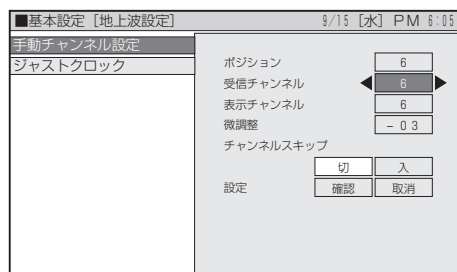 ■基本設定［地上波設定］ 9/15［水］PM 6:05
手動チャンネル設定
ジャストクロック
ポジション 6
受信チャンネル ◀ 6 ▶
表示チャンネル 6
微調整 －03
チャンネルスキップ
切 入
設定 確認 取消